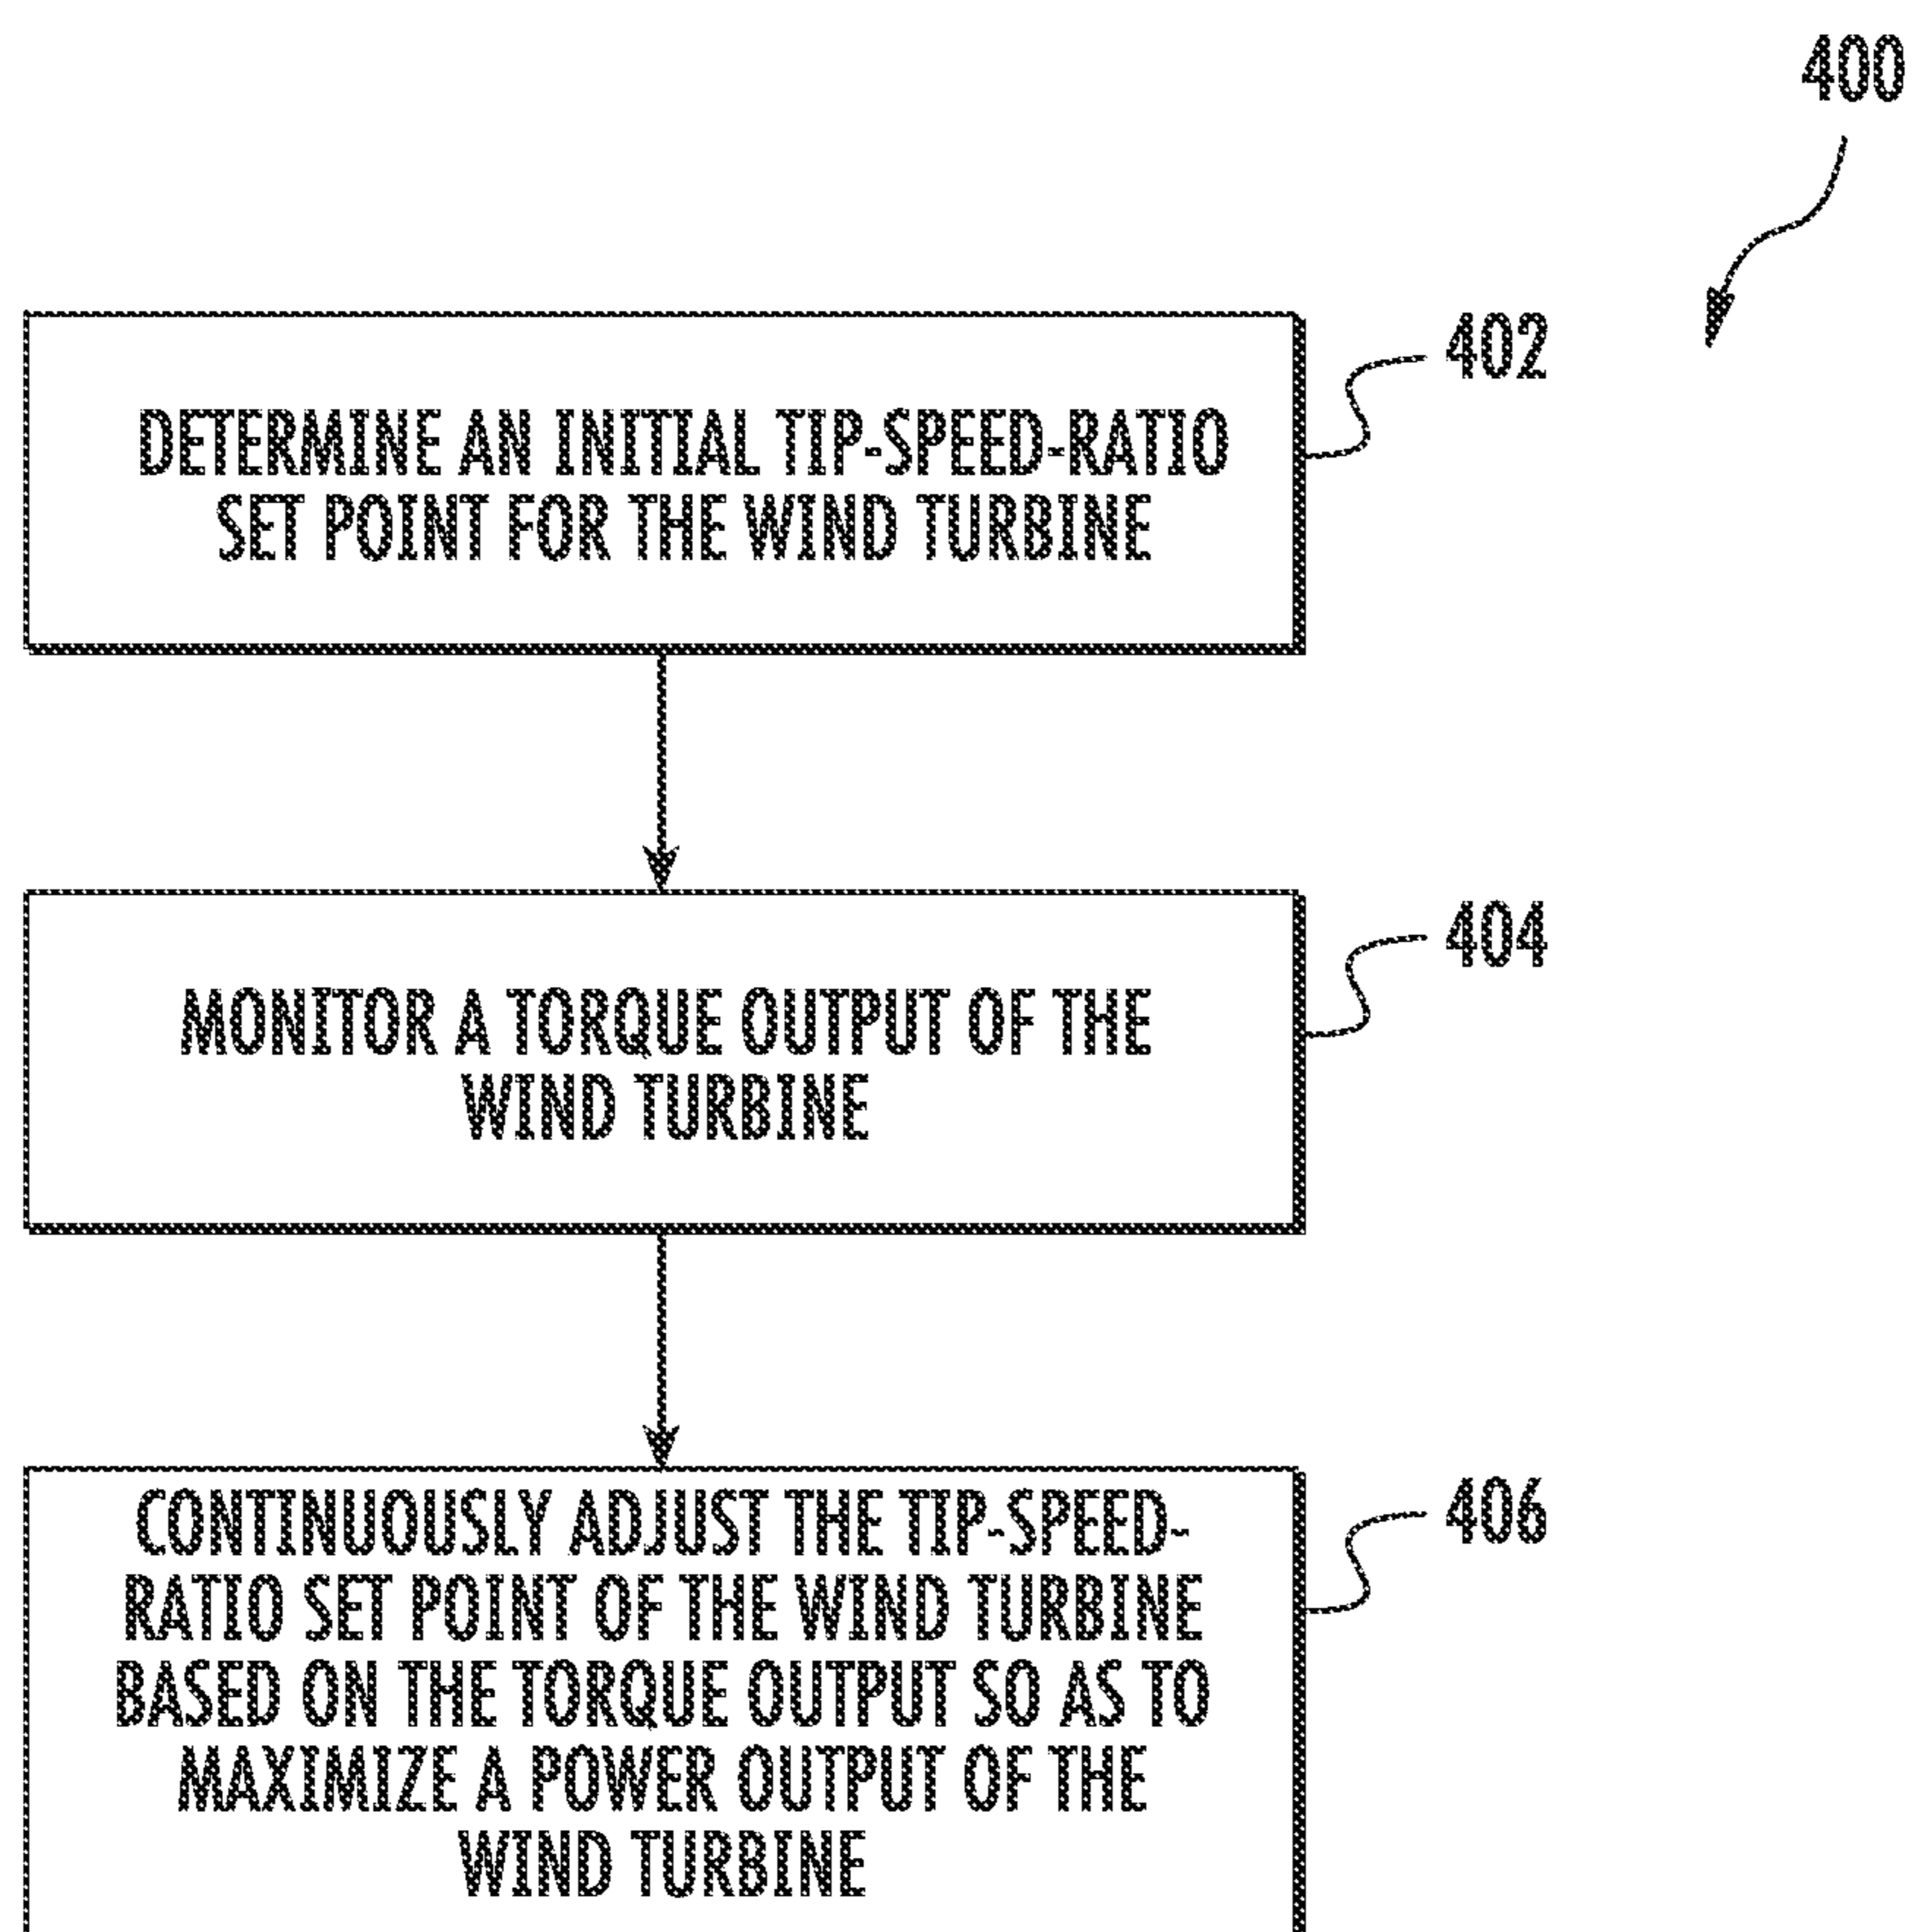 400
402
DETERMINE AN INITIAL TIP-SPEED-RATIO
SET POINT FOR THE WIND TURBINE
404
MONITOR A TORQUE OUTPUT OF THE
WIND TURBINE
406
CONTINUOUSLY ADJUST THE TIP-SPEED-
RATIO SET POINT OF THE WIND TURBINE
BASED ON THE TORQUE OUTPUT SO AS TO
MAXIMIZE A POWER OUTPUT OF THE
WIND TURBINE